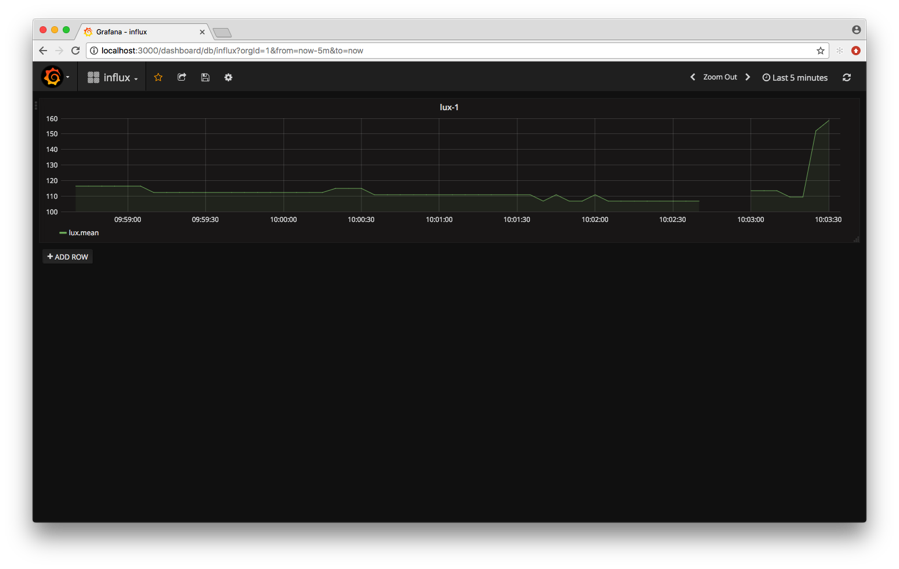 Grafana - influx
localhost:3000/dashboard/db/influx?orgId=1&from=now-5m&to=now
influx
Zoom Out
Last 5 minutes
lux-1
160
150
140
130
120
110
100
09:59:00 09:59:30 10:00:00 10:00:30 10:01:00 10:01:30 10:02:00 10:02:30 10:03:00 10:03:30
lux.mean
+ ADD ROW